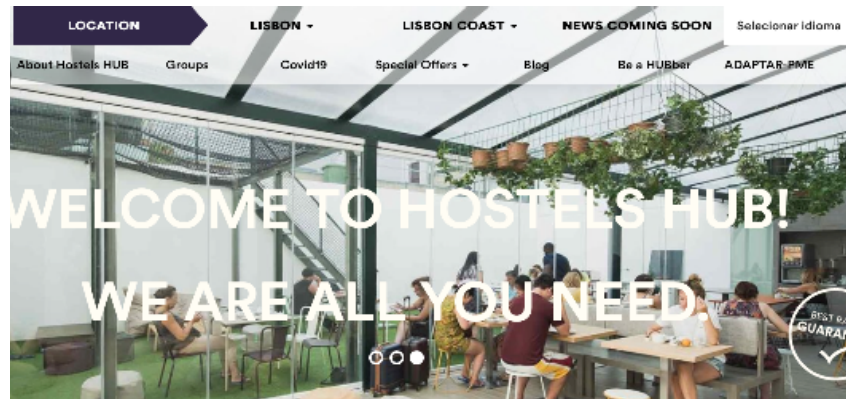 LOCATION LISBON LISBON COAST NEWS COMING SOON Selecionar idioma
About Hostels HUB Groups Covid19 Special Offers Blog Be a HUBber ADAPTAR PME
WELCOME TO HOSTELS HUB!
WE ARE ALL YOU NEED.
BEST